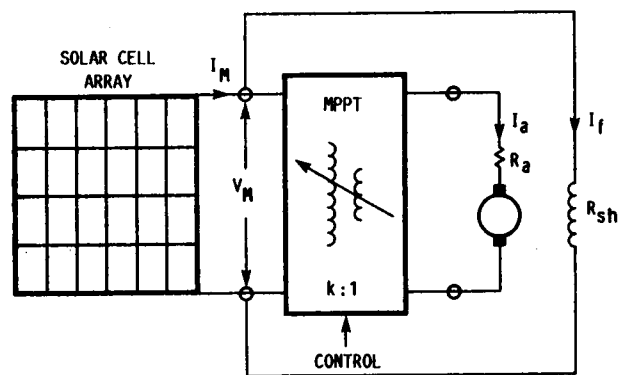 SOLAR CELL
ARRAY
I_M
V_M
MPPT
k:1
CONTROL
I_a
R_a
I_f
R_sh